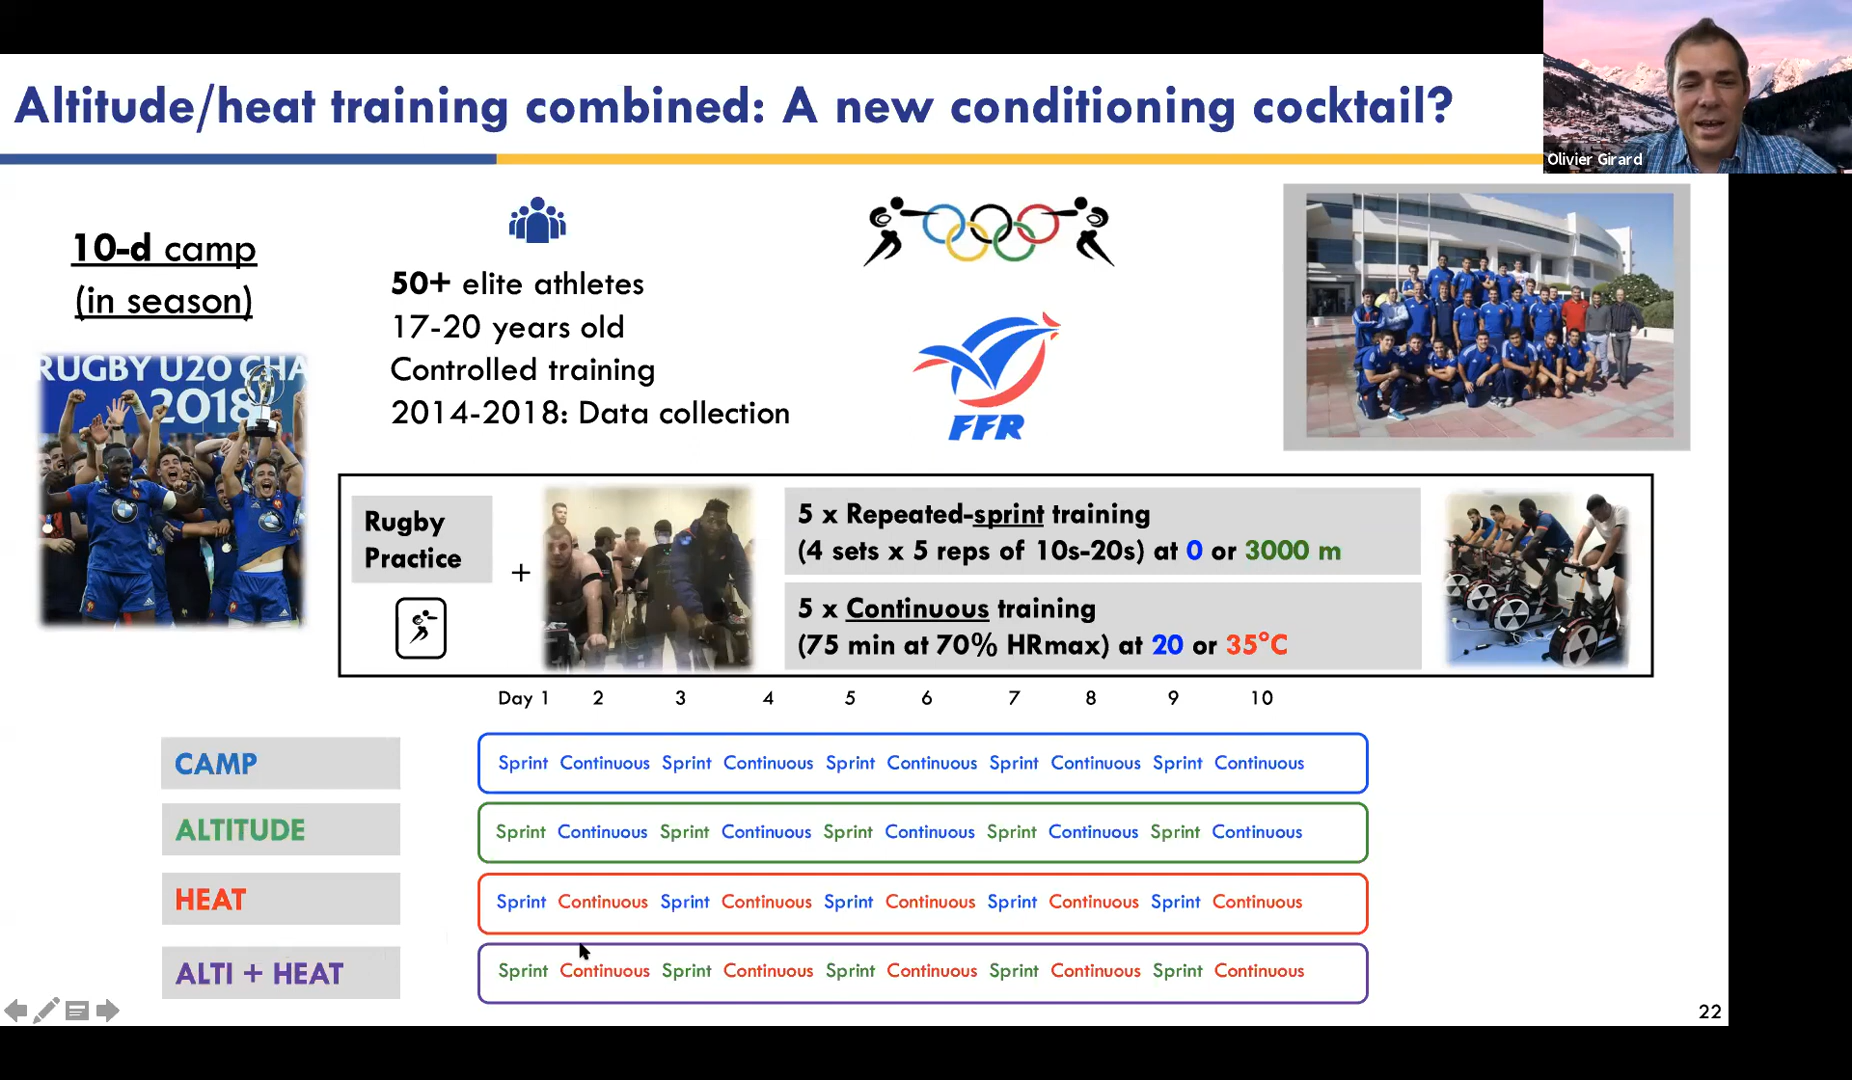 Altitude/heat training combined: A new conditioning cocktail?
Olivier Girard
10-d camp
(in season)
RUGBY U20 CHA
2018
50+ elite athletes
17-20 years old
Controlled training
2014-2018: Data collection
FFR
Rugby
Practice
+
5 x Repeated-sprint training
(4 sets x 5 reps of 10s-20s) at 0 or 3000 m
5 x Continuous training
(75 min at 70% HRmax) at 20 or 35°C
Day 1 2 3 4 5 6 7 8 9 10
CAMP
Sprint Continuous Sprint Continuous Sprint Continuous Sprint Continuous Sprint Continuous
ALTITUDE
Sprint Continuous Sprint Continuous Sprint Continuous Sprint Continuous Sprint Continuous
HEAT
Sprint Continuous Sprint Continuous Sprint Continuous Sprint Continuous Sprint Continuous
ALTI + HEAT
Sprint Continuous Sprint Continuous Sprint Continuous Sprint Continuous Sprint Continuous
22